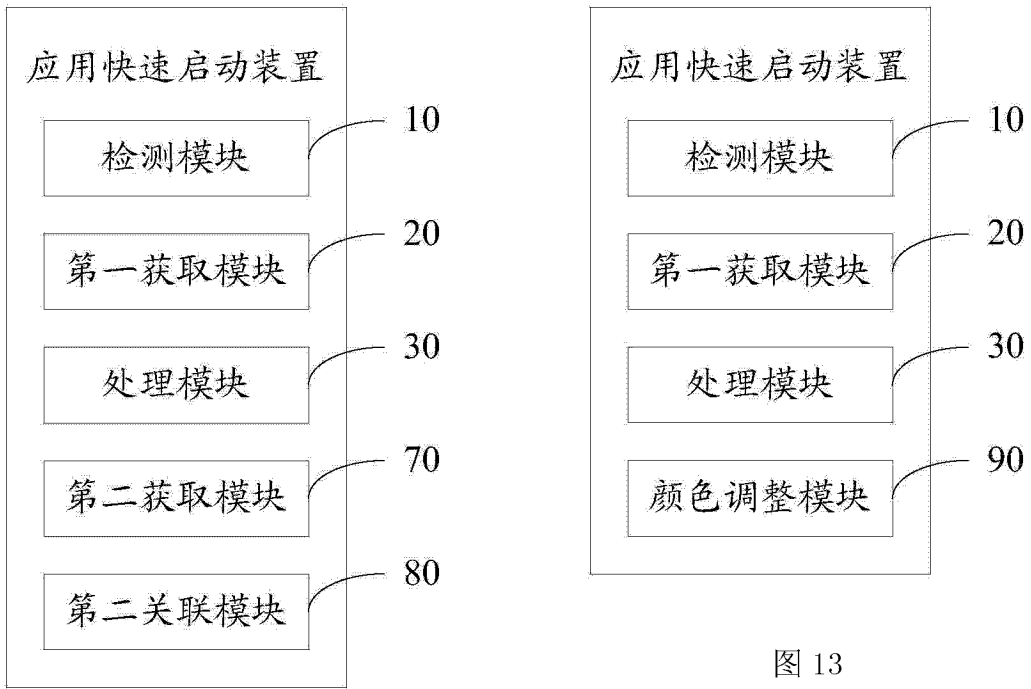 应用快速启动装置
检测模块
10
第一获取模块
20
处理模块
30
第二获取模块
70
第二关联模块
80
应用快速启动装置
检测模块
10
第一获取模块
20
处理模块
30
颜色调整模块
90
图 13